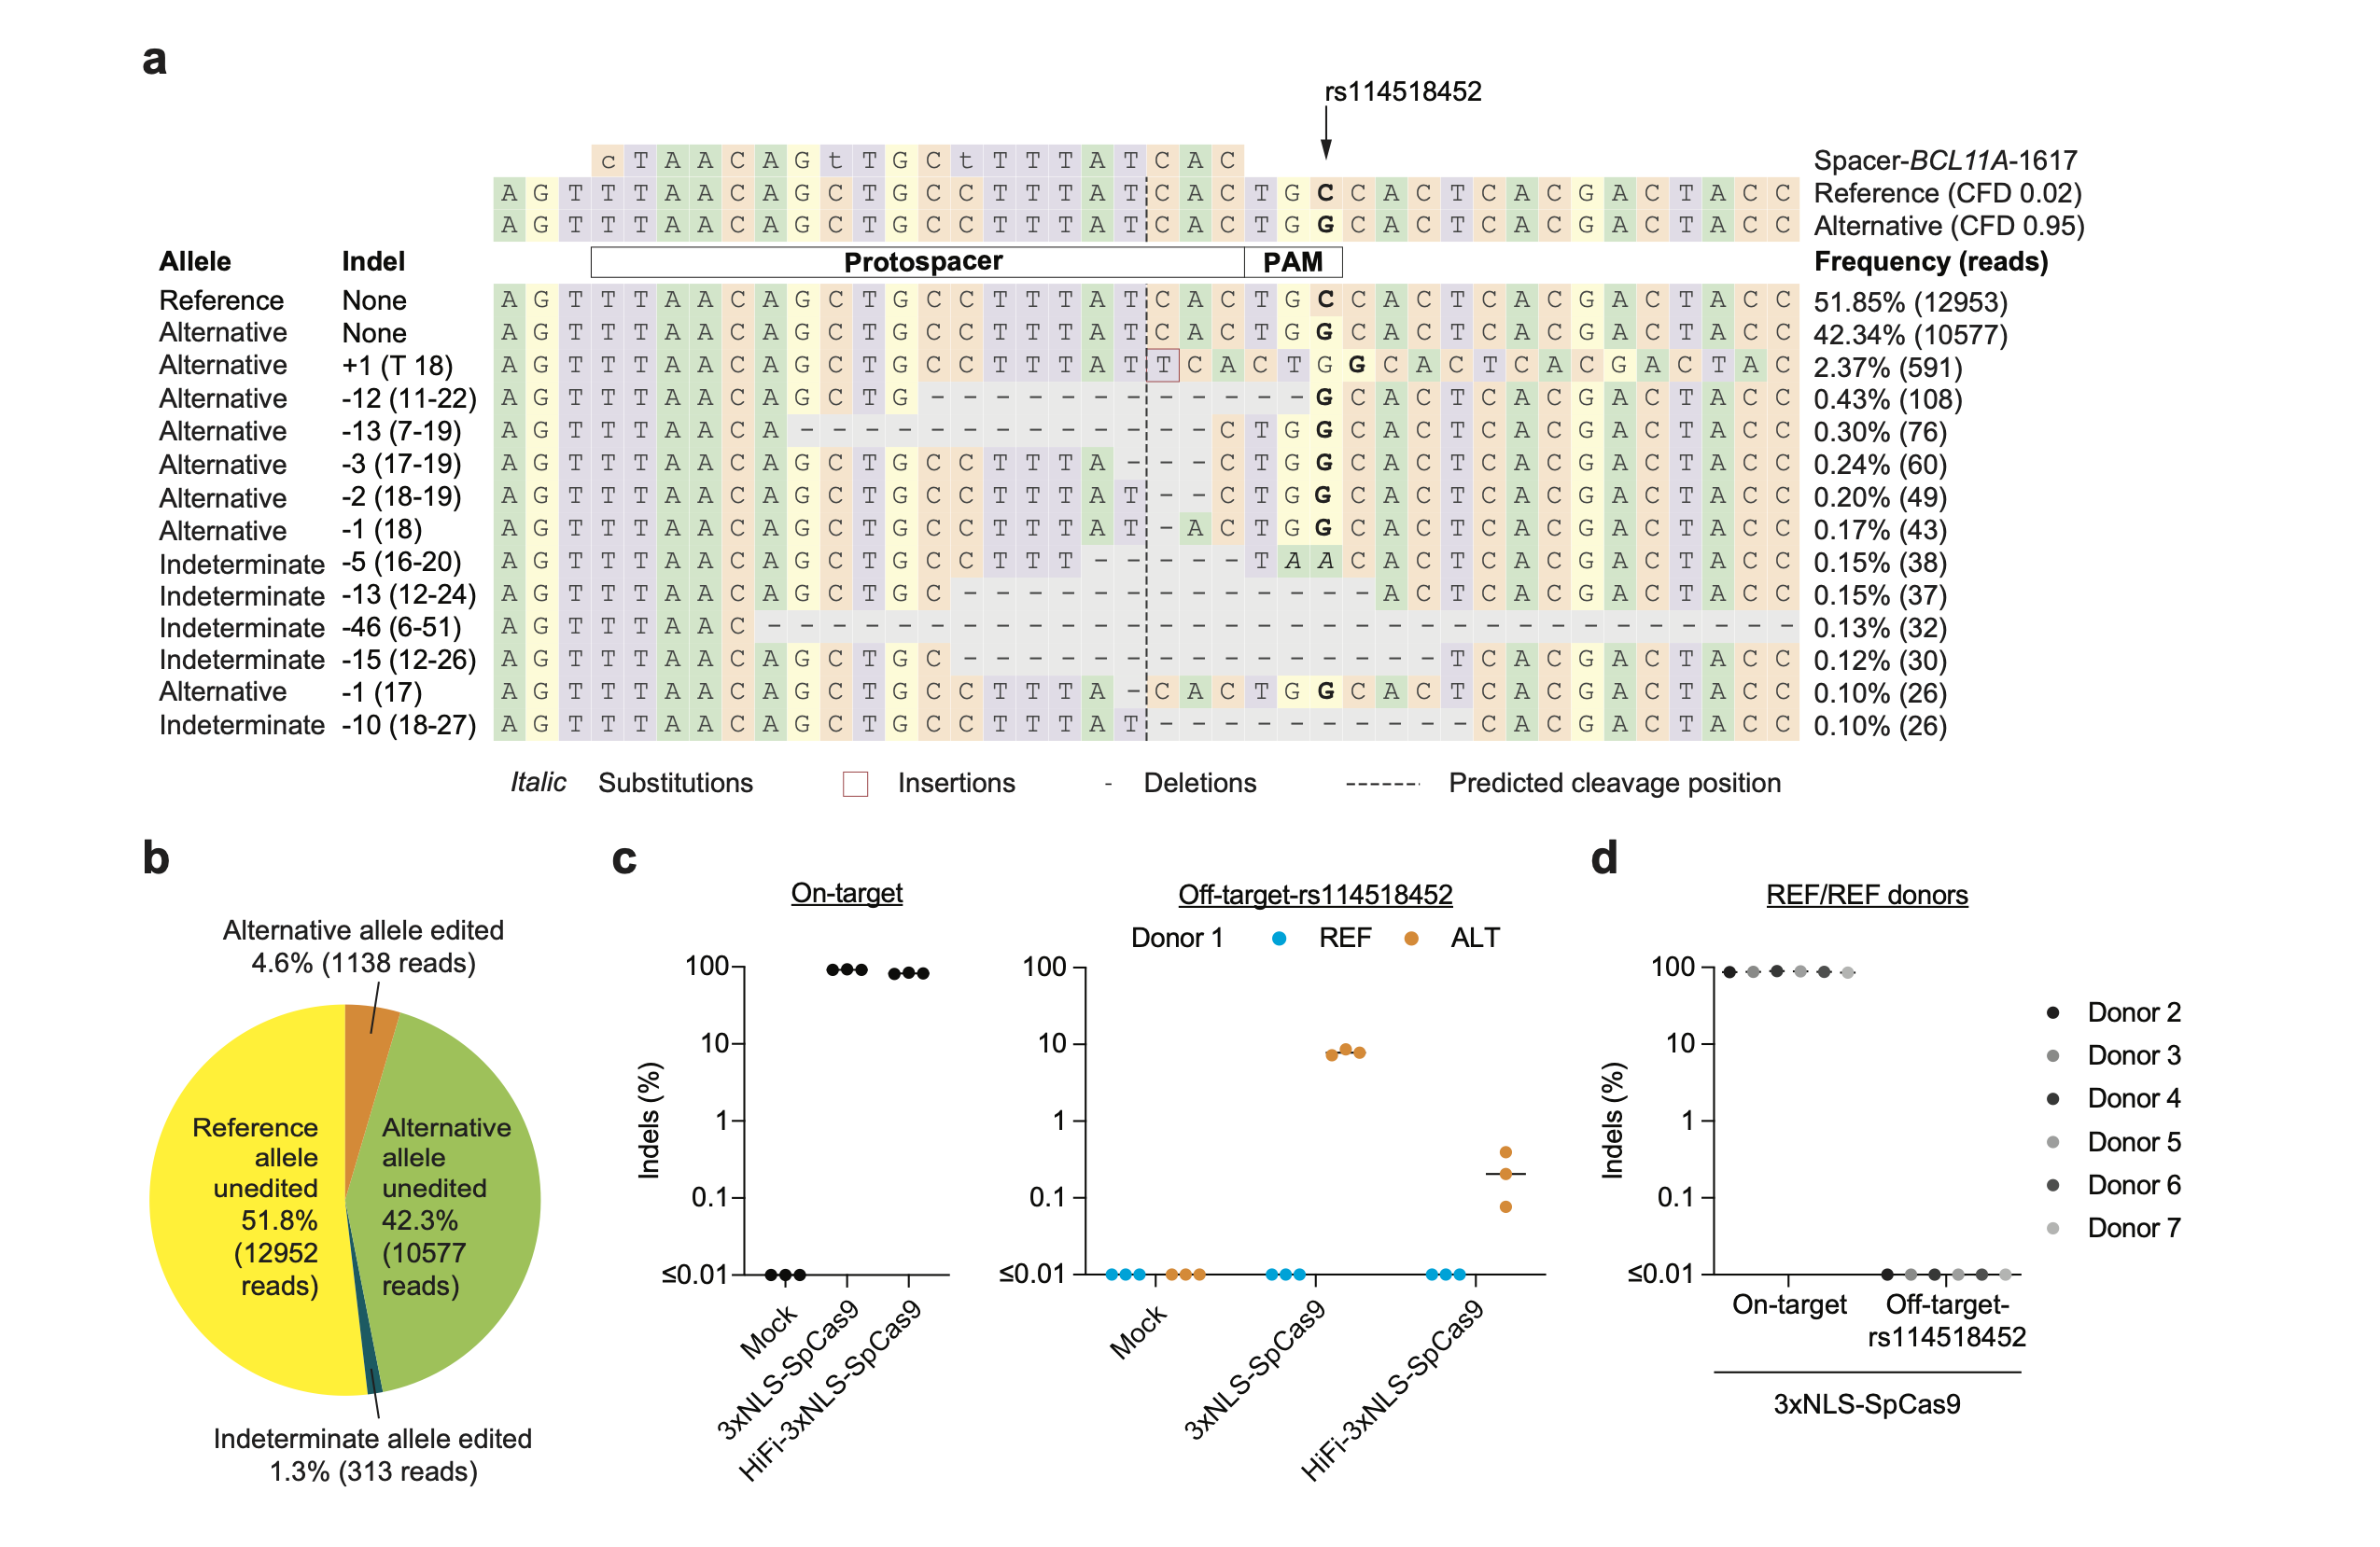 a
rs114518452
c T A A C A G t T G C t T T T A T C A C Spacer-BCL11A-1617
A G T T T A A C A G C T G C C T T T A T C A C T G C C A C T C A C G A C T A C C Reference (CFD 0.02)
A G T T T A A C A G C T G C C T T T A T C A C T G G C A C T C A C G A C T A C C Alternative (CFD 0.95)
Allele Indel Protospacer PAM Frequency (reads)
Reference None A G T T T A A C A G C T G C C T T T A T C A C T G C C A C T C A C G A C T A C C 51.85% (12953)
Alternative None A G T T T A A C A G C T G C C T T T A T C A C T G G C A C T C A C G A C T A C C 42.34% (10577)
Alternative +1 (T 18) A G T T T A A C A G C T G C C T T T A T T C A C T G G C A C T C A C G A C T A C 2.37% (591)
Alternative -12 (11-22) A G T T T A A C A G C T G - - - - - - - - - - - - G C A C T C A C G A C T A C C 0.43% (108)
Alternative -13 (7-19) A G T T T A A C A - - - - - - - - - - - - - C T G G C A C T C A C G A C T A C C 0.30% (76)
Alternative -3 (17-19) A G T T T A A C A G C T G C C T T T A - - - C T G G C A C T C A C G A C T A C C 0.24% (60)
Alternative -2 (18-19) A G T T T A A C A G C T G C C T T T A T - - C T G G C A C T C A C G A C T A C C 0.20% (49)
Alternative -1 (18) A G T T T A A C A G C T G C C T T T A T - A C T G G C A C T C A C G A C T A C C 0.17% (43)
Indeterminate -5 (16-20) A G T T T A A C A G C T G C C T T T - - - - - T A A C A C T C A C G A C T A C C 0.15% (38)
Indeterminate -13 (12-24) A G T T T A A C A G C T G C - - - - - - - - - - - - - A C T C A C G A C T A C C 0.15% (37)
Indeterminate -46 (6-51) A G T T T A A C - - - - - - - - - - - - - - - - - - - - - - - - - - - - - - - - 0.13% (32)
Indeterminate -15 (12-26) A G T T T A A C A G C T G C - - - - - - - - - - - - - - - T C A C G A C T A C C 0.12% (30)
Alternative -1 (17) A G T T T A A C A G C T G C C T T T A - C A C T G G C A C T C A C G A C T A C C 0.10% (26)
Indeterminate -10 (18-27) A G T T T A A C A G C T G C C T T T A T - - - - - - - - - - C A C G A C T A C C 0.10% (26)
Italic Substitutions Insertions - Deletions Predicted cleavage position
b
Alternative allele edited
4.6% (1138 reads)
Reference
allele
unedited
51.8%
(12952
reads)
Alternative
allele
unedited
42.3%
(10577
reads)
Indeterminate allele edited
1.3% (313 reads)
c
On-target
Indels (%)
100
10
1
0.1
≤0.01
Mock
3xNLS-SpCas9
HiFi-3xNLS-SpCas9
Off-target-rs114518452
Donor 1 REF ALT
100
10
1
0.1
≤0.01
Mock
3xNLS-SpCas9
HiFi-3xNLS-SpCas9
d
REF/REF donors
Indels (%)
100
10
1
0.1
≤0.01
On-target
Off-target-
rs114518452
3xNLS-SpCas9
Donor 2
Donor 3
Donor 4
Donor 5
Donor 6
Donor 7